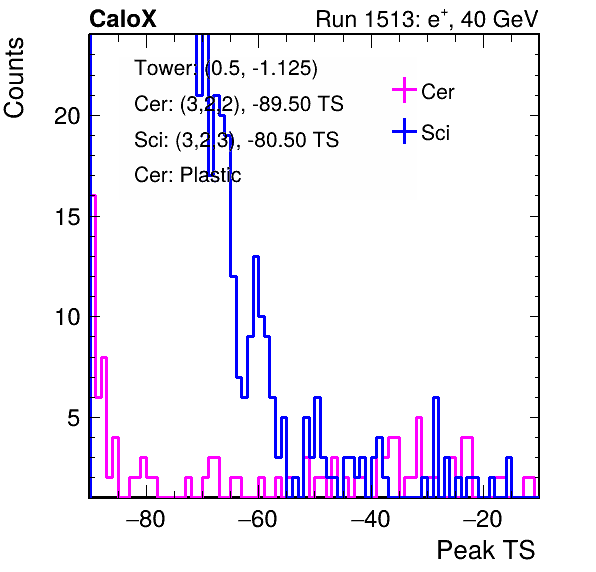 CaloX Run 1513: e+, 40 GeV
Counts
Tower: (0.5, -1.125)
Cer: (3,2,2), -89.50 TS
Sci: (3,2,3), -80.50 TS
Cer: Plastic
Cer
Sci
20
15
10
5
−80 −60 −40 −20
Peak TS